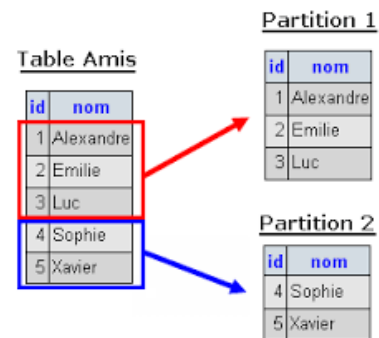 Table Amis
id nom
1 Alexandre
2 Emilie
3 Luc
4 Sophie
5 Xavier
Partition 1
id nom
1 Alexandre
2 Emilie
3 Luc
Partition 2
id nom
4 Sophie
5 Xavier